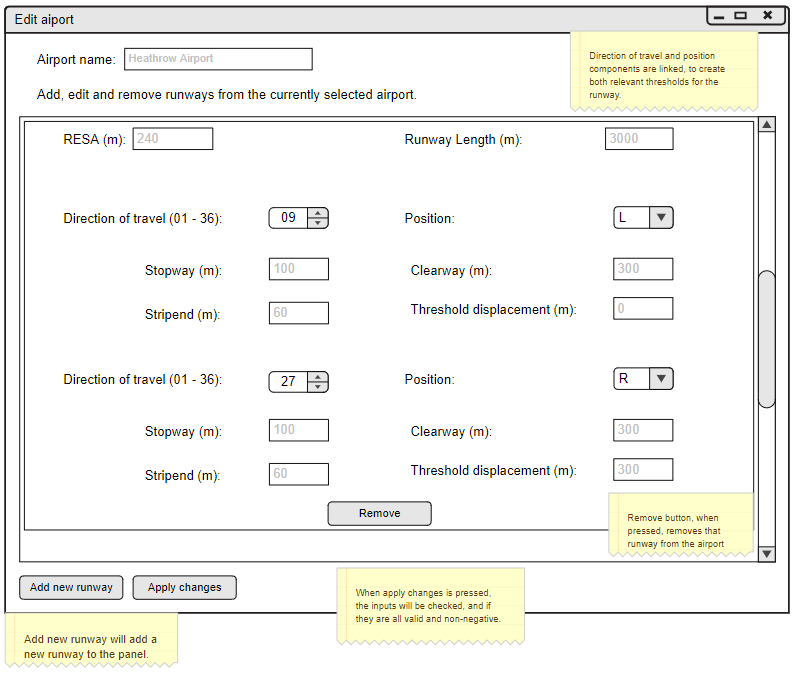 Edit aiport
Airport name: Heathrow Airport
Direction of travel and position
components are linked, to create
both relevant thresholds for the
runway.
Add, edit and remove runways from the currently selected airport.
RESA (m): 240 Runway Length (m): 3000
Direction of travel (01 - 36): 09 Position: L
Stopway (m): 100 Clearway (m): 300
Stripend (m): 60 Threshold displacement (m): 0
Direction of travel (01 - 36): 27 Position: R
Stopway (m): 100 Clearway (m): 300
Stripend (m): 60 Threshold displacement (m): 300
Remove
Remove button, when
pressed, removes that
runway from the airport
Add new runway Apply changes
When apply changes is pressed,
the inputs will be checked, and if
they are all valid and non-negative.
Add new runway will add a
new runway to the panel.